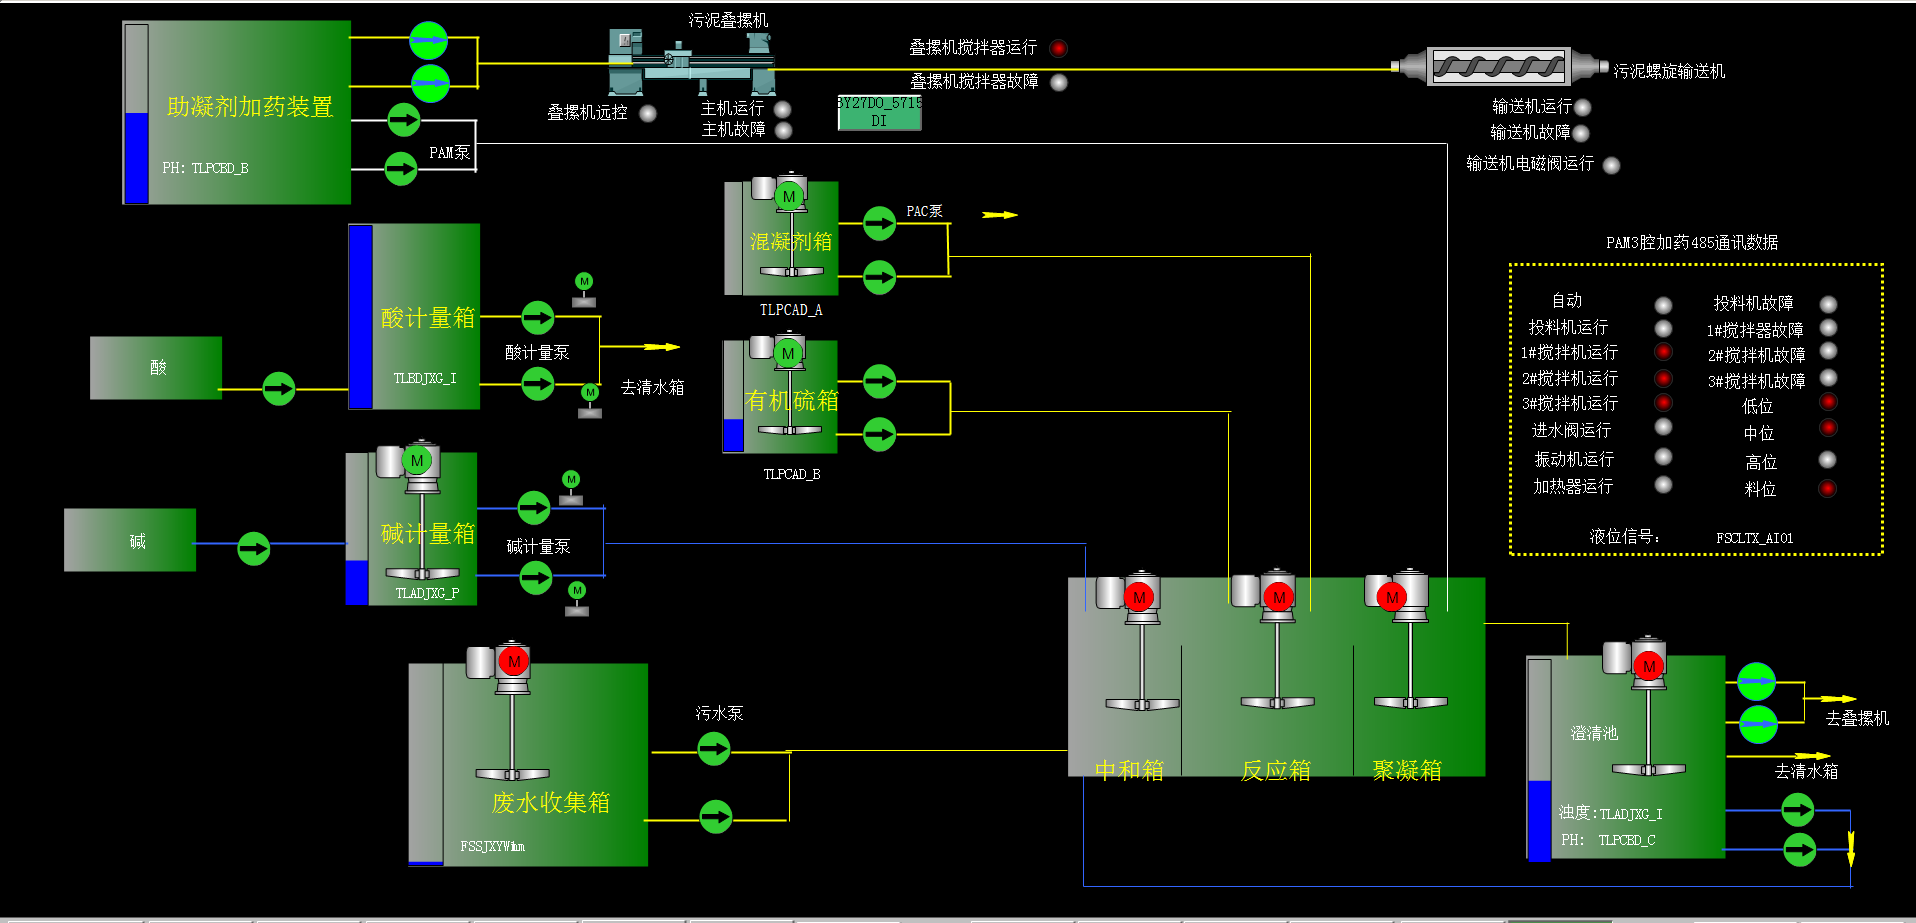 污泥叠摞机
叠摞机搅拌器运行
叠摞机搅拌器故障
污泥螺旋输送机
助凝剂加药装置
叠摞机远控
主机运行
主机故障
3Y27DO_5715
DI
输送机运行
输送机故障
输送机电磁阀运行
PAM泵
PH: TLPCBD_B
M
PAC泵
混凝剂箱
TLPCAD_A
PAM3腔加药485通讯数据
自动
投料机故障
投料机运行
1#搅拌器故障
1#搅拌机运行
2#搅拌机故障
2#搅拌机运行
3#搅拌机故障
3#搅拌机运行
低位
进水阀运行
中位
振动机运行
高位
加热器运行
料位
液位信号:
FSCLTX_AI01
M
酸计量箱
酸计量泵
TLBDJXG_I
M
去清水箱
酸
M
有机硫箱
TLPCAD_B
M
M
碱计量箱
碱计量泵
TLADJXG_P
M
碱
M
M
M
中和箱
反应箱
聚凝箱
M
废水收集箱
FSSJXYWihm
污水泵
M
澄清池
去叠摞机
去清水箱
浊度:TLADJXG_I
PH: TLPCBD_C